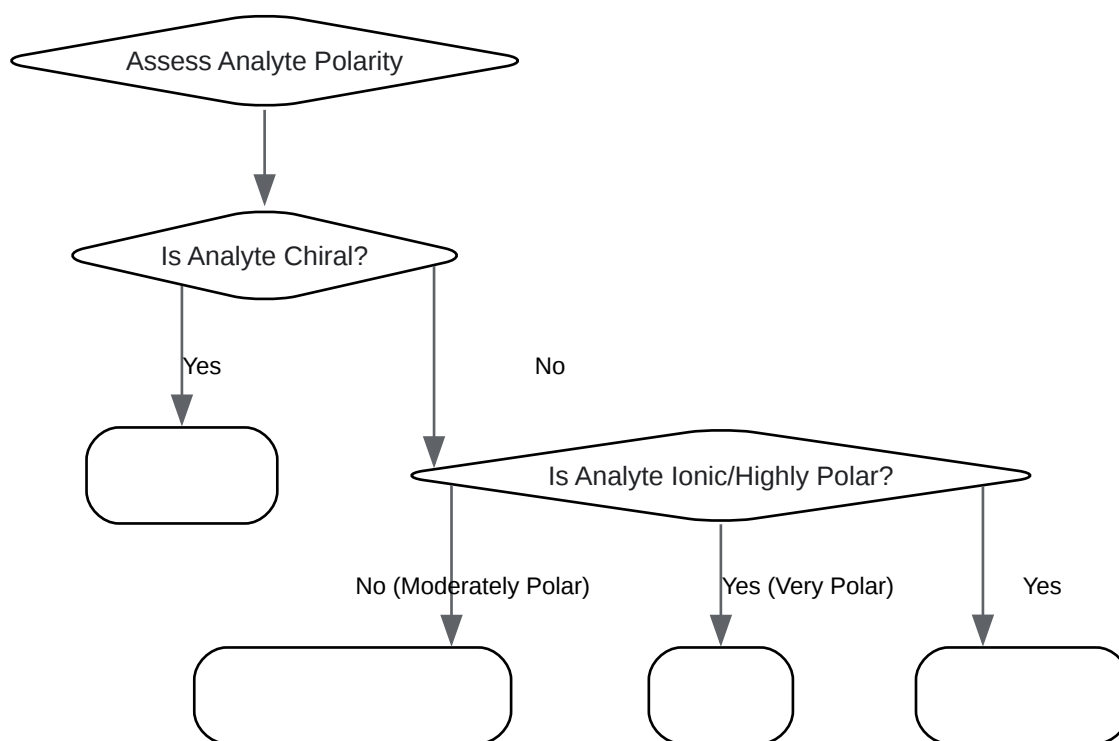 Assess Analyte Polarity
Is Analyte Chiral?
Yes
No
Is Analyte Ionic/Highly Polar?
No (Moderately Polar)
Yes (Very Polar)
Yes